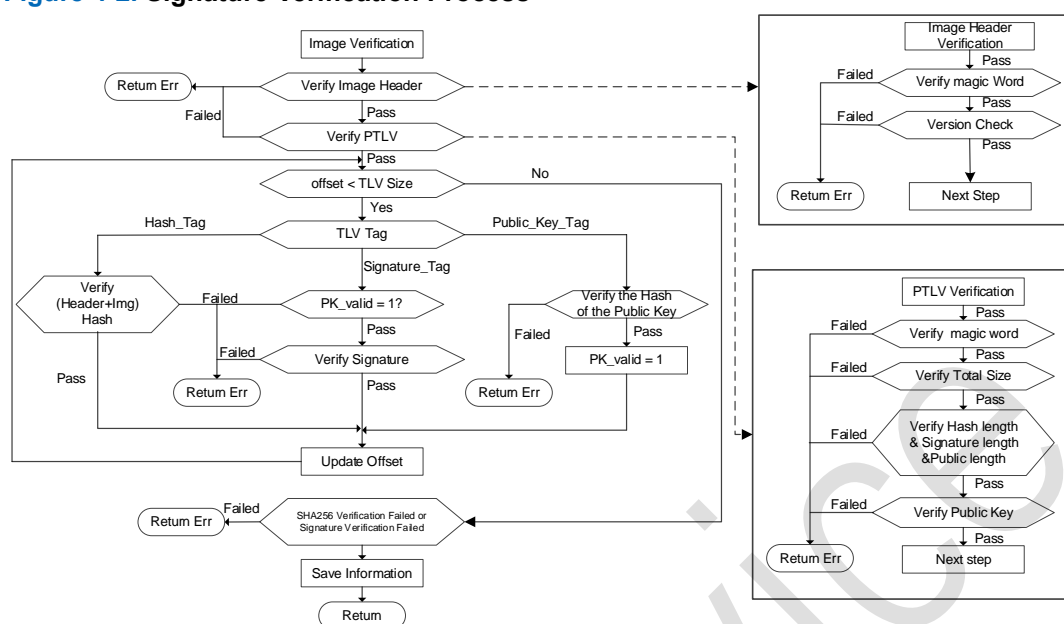 Figure 4-2. Signature Verification Process
Image Verification
Return Err
Verify Image Header
Failed
Pass
Verify PTLV
Pass
offset < TLV Size
No
Yes
Hash_Tag
TLV Tag
Public_Key_Tag
Signature_Tag
Verify
(Header+Img)
Hash
Failed
PK_valid = 1?
Verify the Hash
of the Public Key
Pass
Failed
Pass
Failed
Verify Signature
PK_valid = 1
Pass
Return Err
Pass
Return Err
Update Offset
Return Err
Failed
SHA256 Verification Failed or
Signature Verification Failed
Save Information
Return
Image Header
Verification
Pass
Failed
Verify magic Word
Pass
Failed
Version Check
Pass
Return Err
Next Step
PTLV Verification
Pass
Failed
Verify magic word
Pass
Failed
Verify Total Size
Pass
Failed
Verify Hash length
& Signature length
&Public length
Pass
Failed
Verify Public Key
Pass
Return Err
Next step